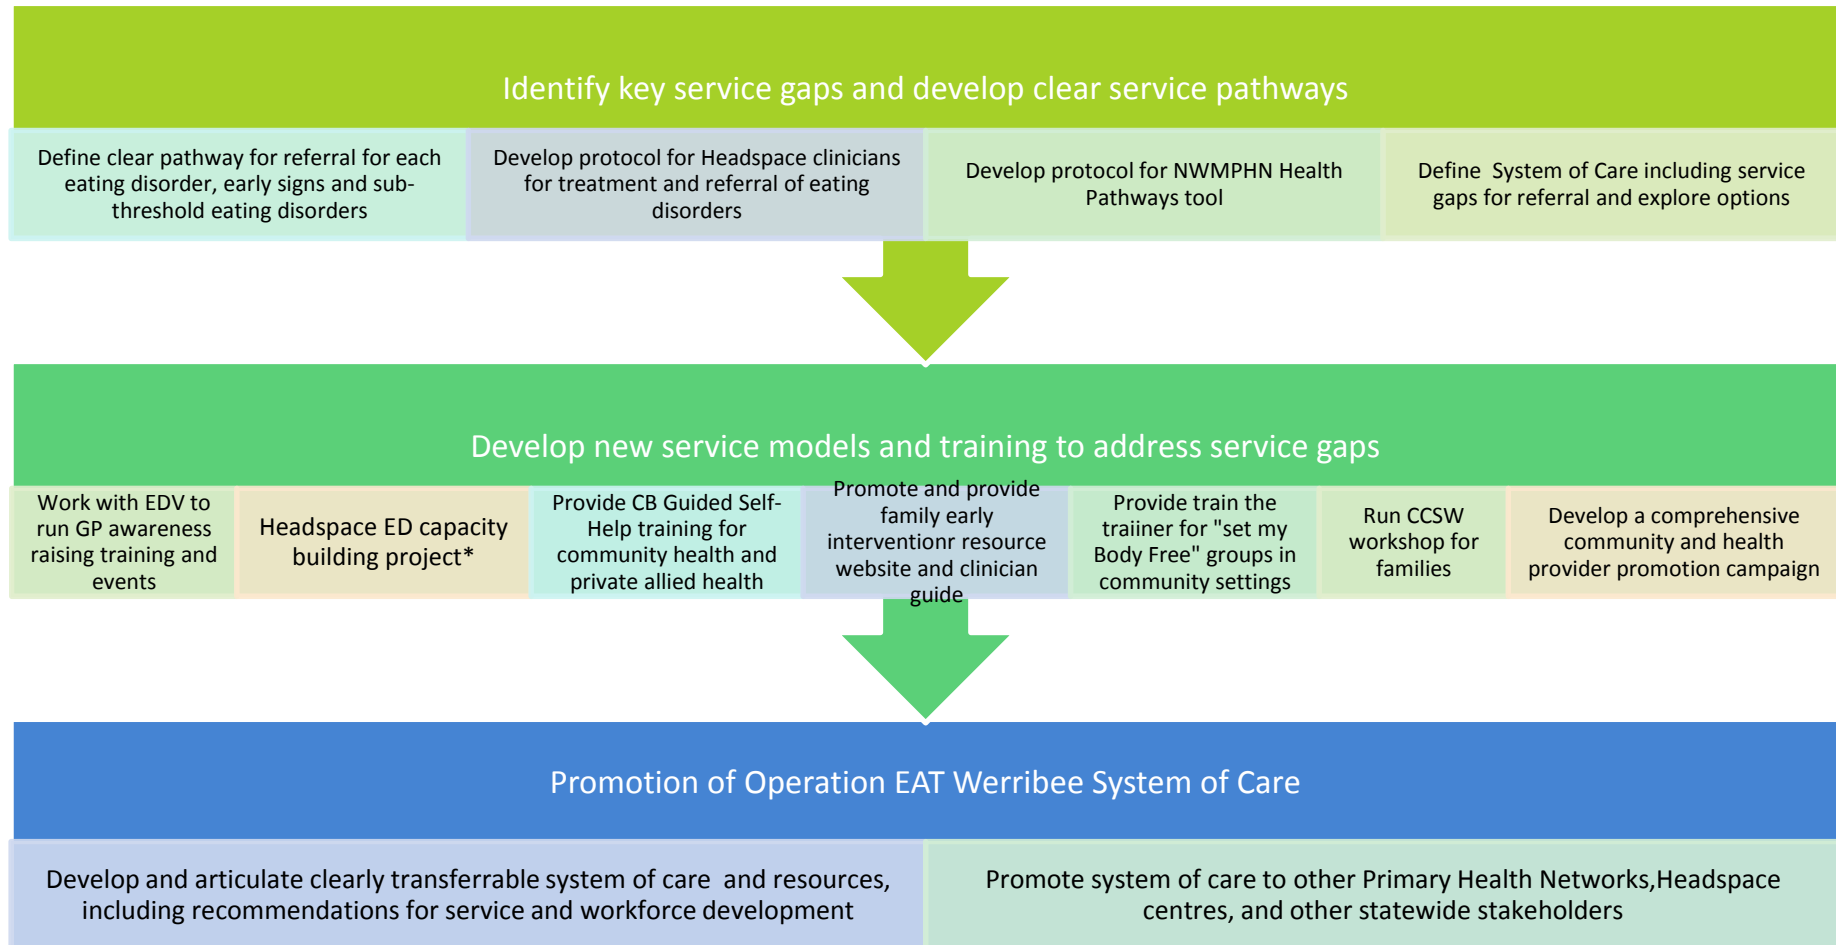 Identify key service gaps and develop clear service pathways
Define clear pathway for referral for each
eating disorder, early signs and sub-
threshold eating disorders
Develop protocol for Headspace clinicians
for treatment and referral of eating
disorders
Develop protocol for NWMPHN Health
Pathways tool
Define System of Care including service
gaps for referral and explore options
Develop new service models and training to address service gaps
Work with EDV to
run GP awareness
raising training and
events
Headspace ED capacity
building project*
Provide CB Guided Self-
Help training for
community health and
private allied health
Promote and provide
family early
interventionr resource
website and clinician
guide
Provide train the
traiiner for "set my
Body Free" groups in
community settings
Run CCSW
workshop for
families
Develop a comprehensive
community and health
provider promotion campaign
Promotion of Operation EAT Werribee System of Care
Develop and articulate clearly transferrable system of care and resources,
including recommendations for service and workforce development
Promote system of care to other Primary Health Networks,Headspace
centres, and other statewide stakeholders